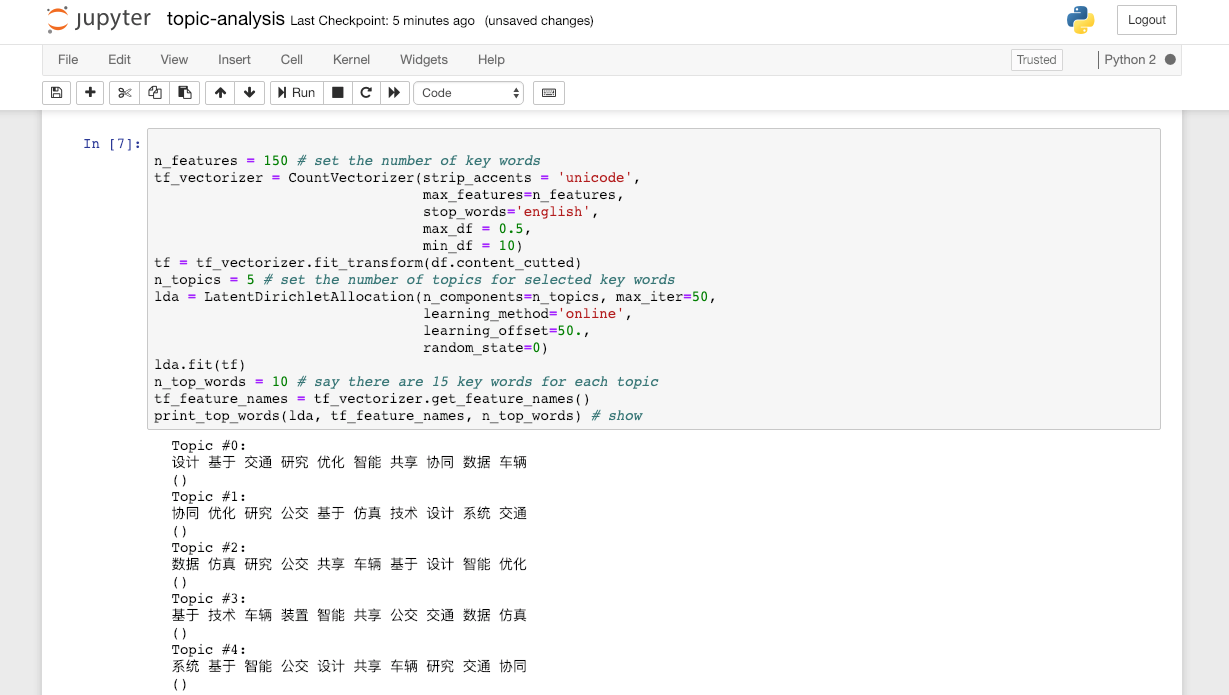 jupyter topic-analysis Last Checkpoint: 5 minutes ago (unsaved changes) Logout
File Edit View Insert Cell Kernel Widgets Help Trusted Python 2
Run Code
In [7]:
n_features = 150 # set the number of key words
tf_vectorizer = CountVectorizer(strip_accents = 'unicode',
max_features=n_features,
stop_words='english',
max_df = 0.5,
min_df = 10)
tf = tf_vectorizer.fit_transform(df.content_cutted)
n_topics = 5 # set the number of topics for selected key words
lda = LatentDirichletAllocation(n_components=n_topics, max_iter=50,
learning_method='online',
learning_offset=50.,
random_state=0)
lda.fit(tf)
n_top_words = 10 # say there are 15 key words for each topic
tf_feature_names = tf_vectorizer.get_feature_names()
print_top_words(lda, tf_feature_names, n_top_words) # show
Topic #0:
设计 基于 交通 研究 优化 智能 共享 协同 数据 车辆
()
Topic #1:
协同 优化 研究 公交 基于 仿真 技术 设计 系统 交通
()
Topic #2:
数据 仿真 研究 公交 共享 车辆 基于 设计 智能 优化
()
Topic #3:
基于 技术 车辆 装置 智能 共享 公交 交通 数据 仿真
()
Topic #4:
系统 基于 智能 公交 设计 共享 车辆 研究 交通 协同
()